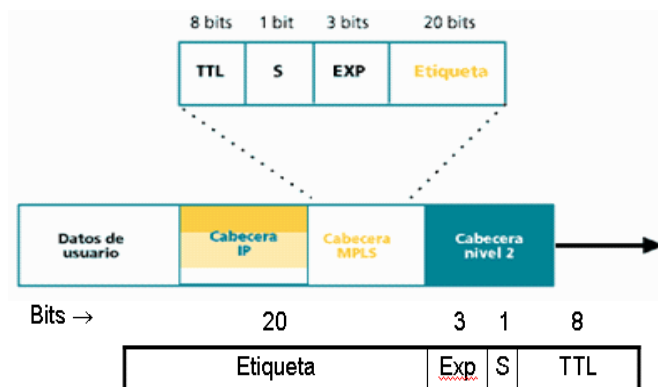 8 bits 1 bit 3 bits 20 bits
TTL S EXP Etiqueta
Datos de usuario
Cabecera IP
Cabecera MPLS
Cabecera nivel 2
Bits → 20 3 1 8
Etiqueta Exp S TTL